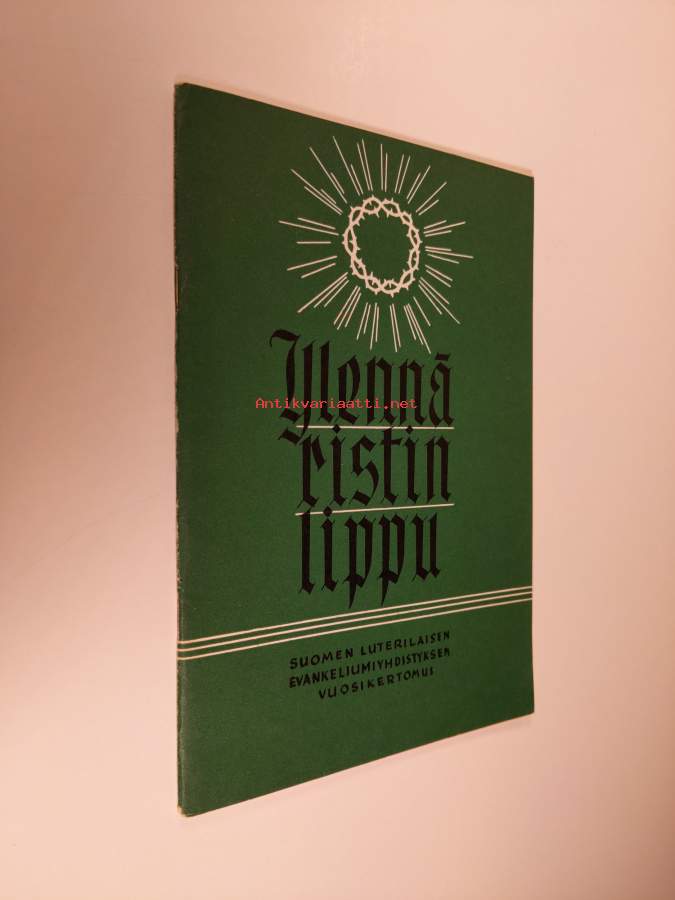 Ylennä
Antikvariaatti.net
ristin
lippu
SUOMEN LUTERILAISEN
EVANKELIUMIYHDISTYKSEN
VUOSIKERTOMUS